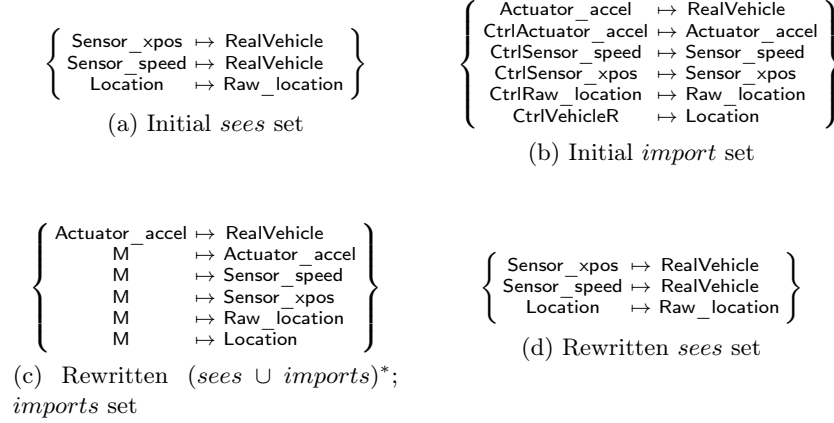 Sensor_xpos ↦ RealVehicle
Sensor_speed ↦ RealVehicle
Location ↦ Raw_location
(a) Initial sees set
Actuator_accel ↦ RealVehicle
CtrlActuator_accel ↦ Actuator_accel
CtrlSensor_speed ↦ Sensor_speed
CtrlSensor_xpos ↦ Sensor_xpos
CtrlRaw_location ↦ Raw_location
CtrlVehicleR ↦ Location
(b) Initial import set
Actuator_accel ↦ RealVehicle
M ↦ Actuator_accel
M ↦ Sensor_speed
M ↦ Sensor_xpos
M ↦ Raw_location
M ↦ Location
(c) Rewritten (sees ∪ imports)*;
imports set
Sensor_xpos ↦ RealVehicle
Sensor_speed ↦ RealVehicle
Location ↦ Raw_location
(d) Rewritten sees set